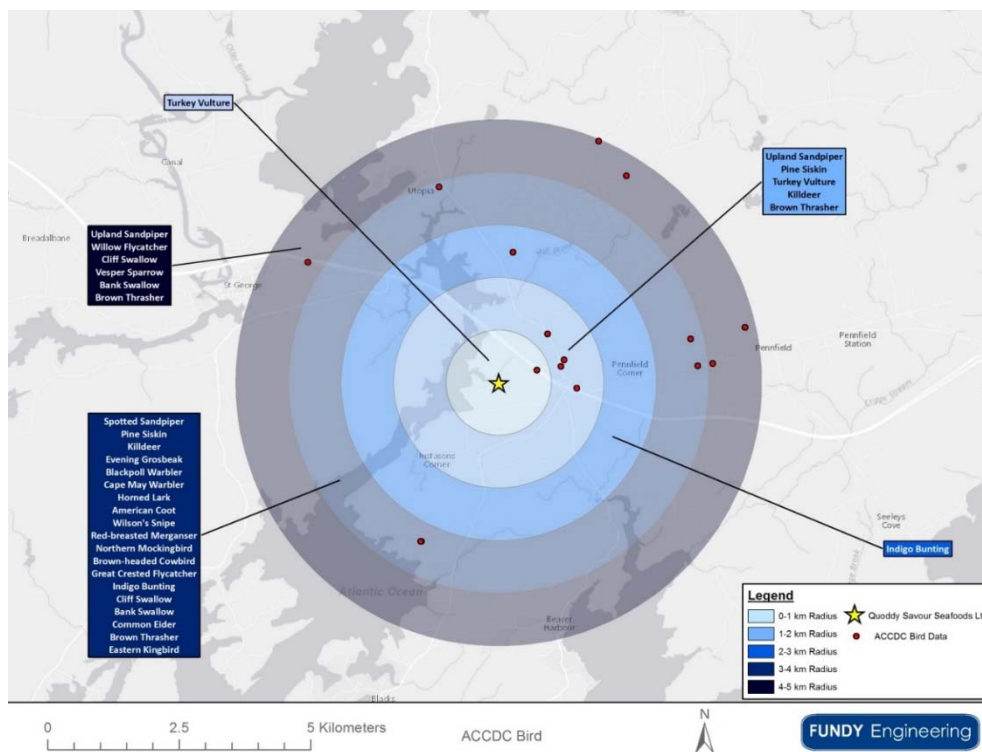 Otter Brook
Turkey Vulture
Canal
Utopia
Upland Sandpiper
Pine Siskin
Turkey Vulture
Killdeer
Brown Thrasher
Breadalbane
Upland Sandpiper
Willow Flycatcher
Cliff Swallow
Vesper Sparrow
Bank Swallow
Brown Thrasher
St George
Pennfield
Pennfield
Station
Pennfield
Corner
Justasons
Corner
Spotted Sandpiper
Pine Siskin
Killdeer
Evening Grosbeak
Blackpoll Warbler
Cape May Warbler
Horned Lark
American Coot
Wilson's Snipe
Red-breasted Merganser
Northern Mockingbird
Brown-headed Cowbird
Great Crested Flycatcher
Indigo Bunting
Cliff Swallow
Bank Swallow
Common Eider
Brown Thrasher
Eastern Kingbird
Seeleys
Cove
Indigo Bunting
Atlantic Ocean
Beaver
Harbour
Blacks
Legend
0-1 km Radius
1-2 km Radius
2-3 km Radius
3-4 km Radius
4-5 km Radius
Quoddy Savour Seafoods Lt
ACCDC Bird Data
0 2.5 5 Kilometers
ACCDC Bird
N
FUNDY Engineering